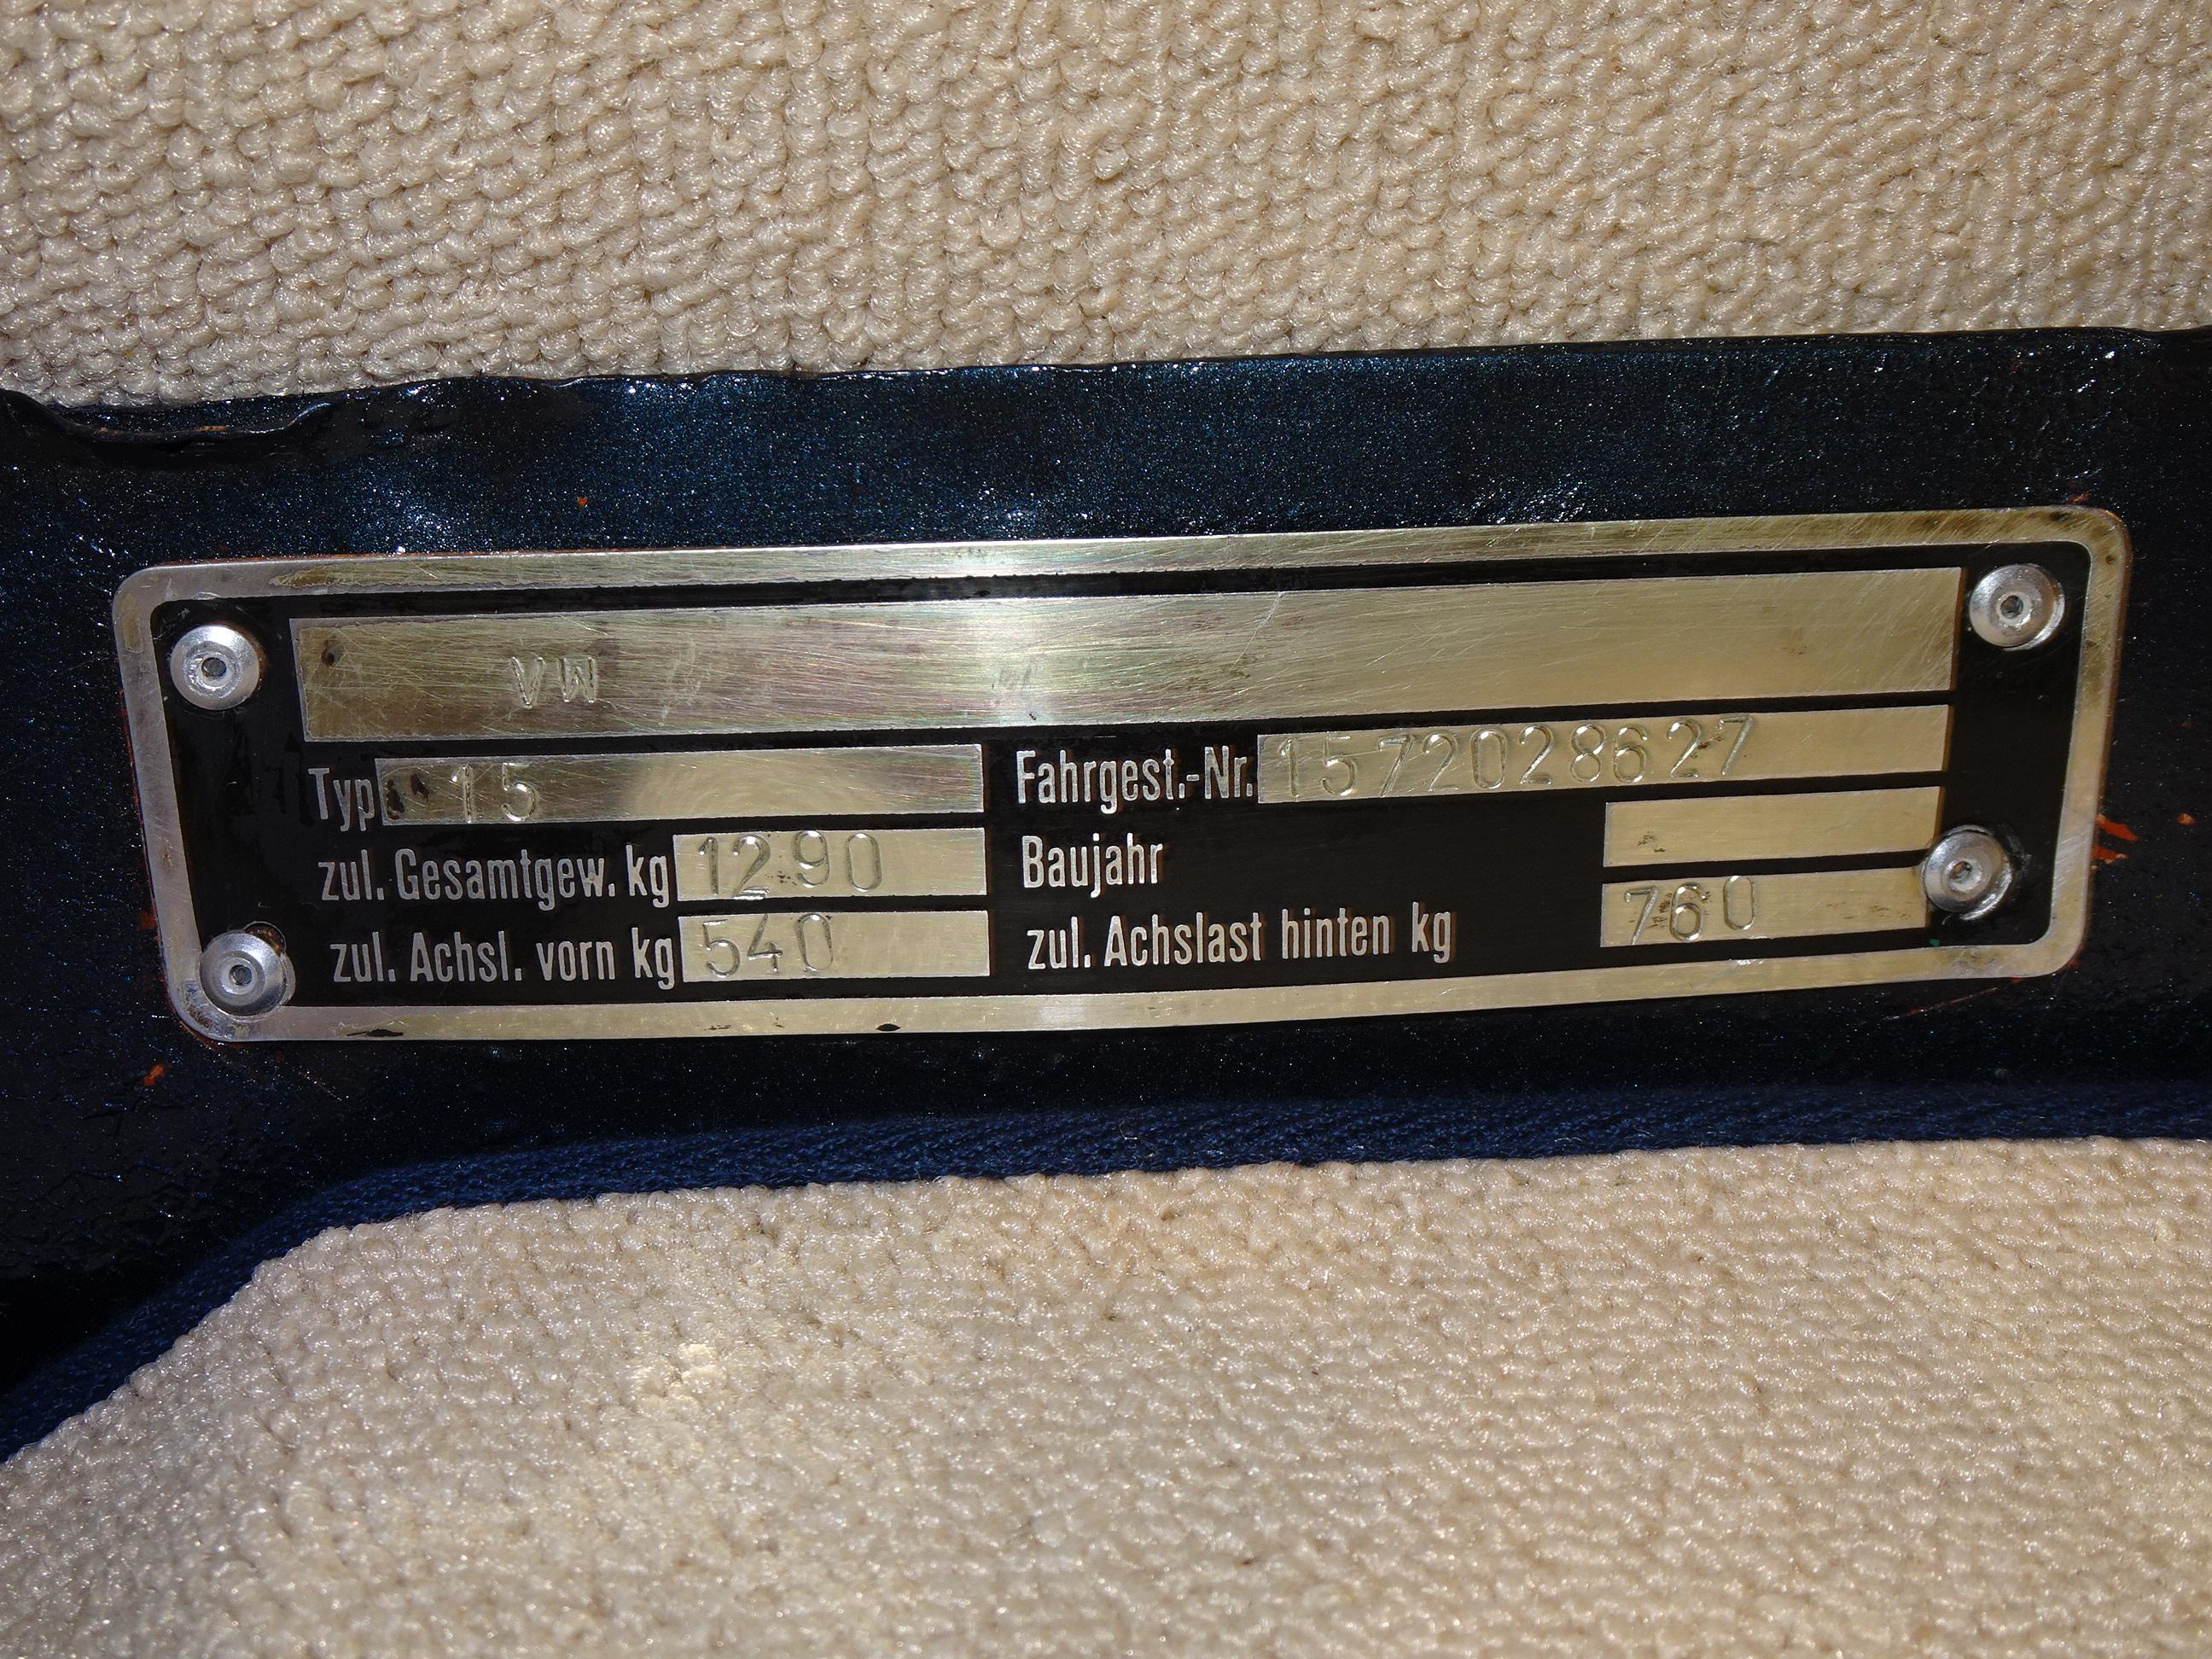 VW
Typ 15 Fahrgest.-Nr. 1572028627
zul. Gesamtgew. kg 1290 Baujahr
zul. Achsl. vorn kg 540 zul. Achslast hinten kg 760